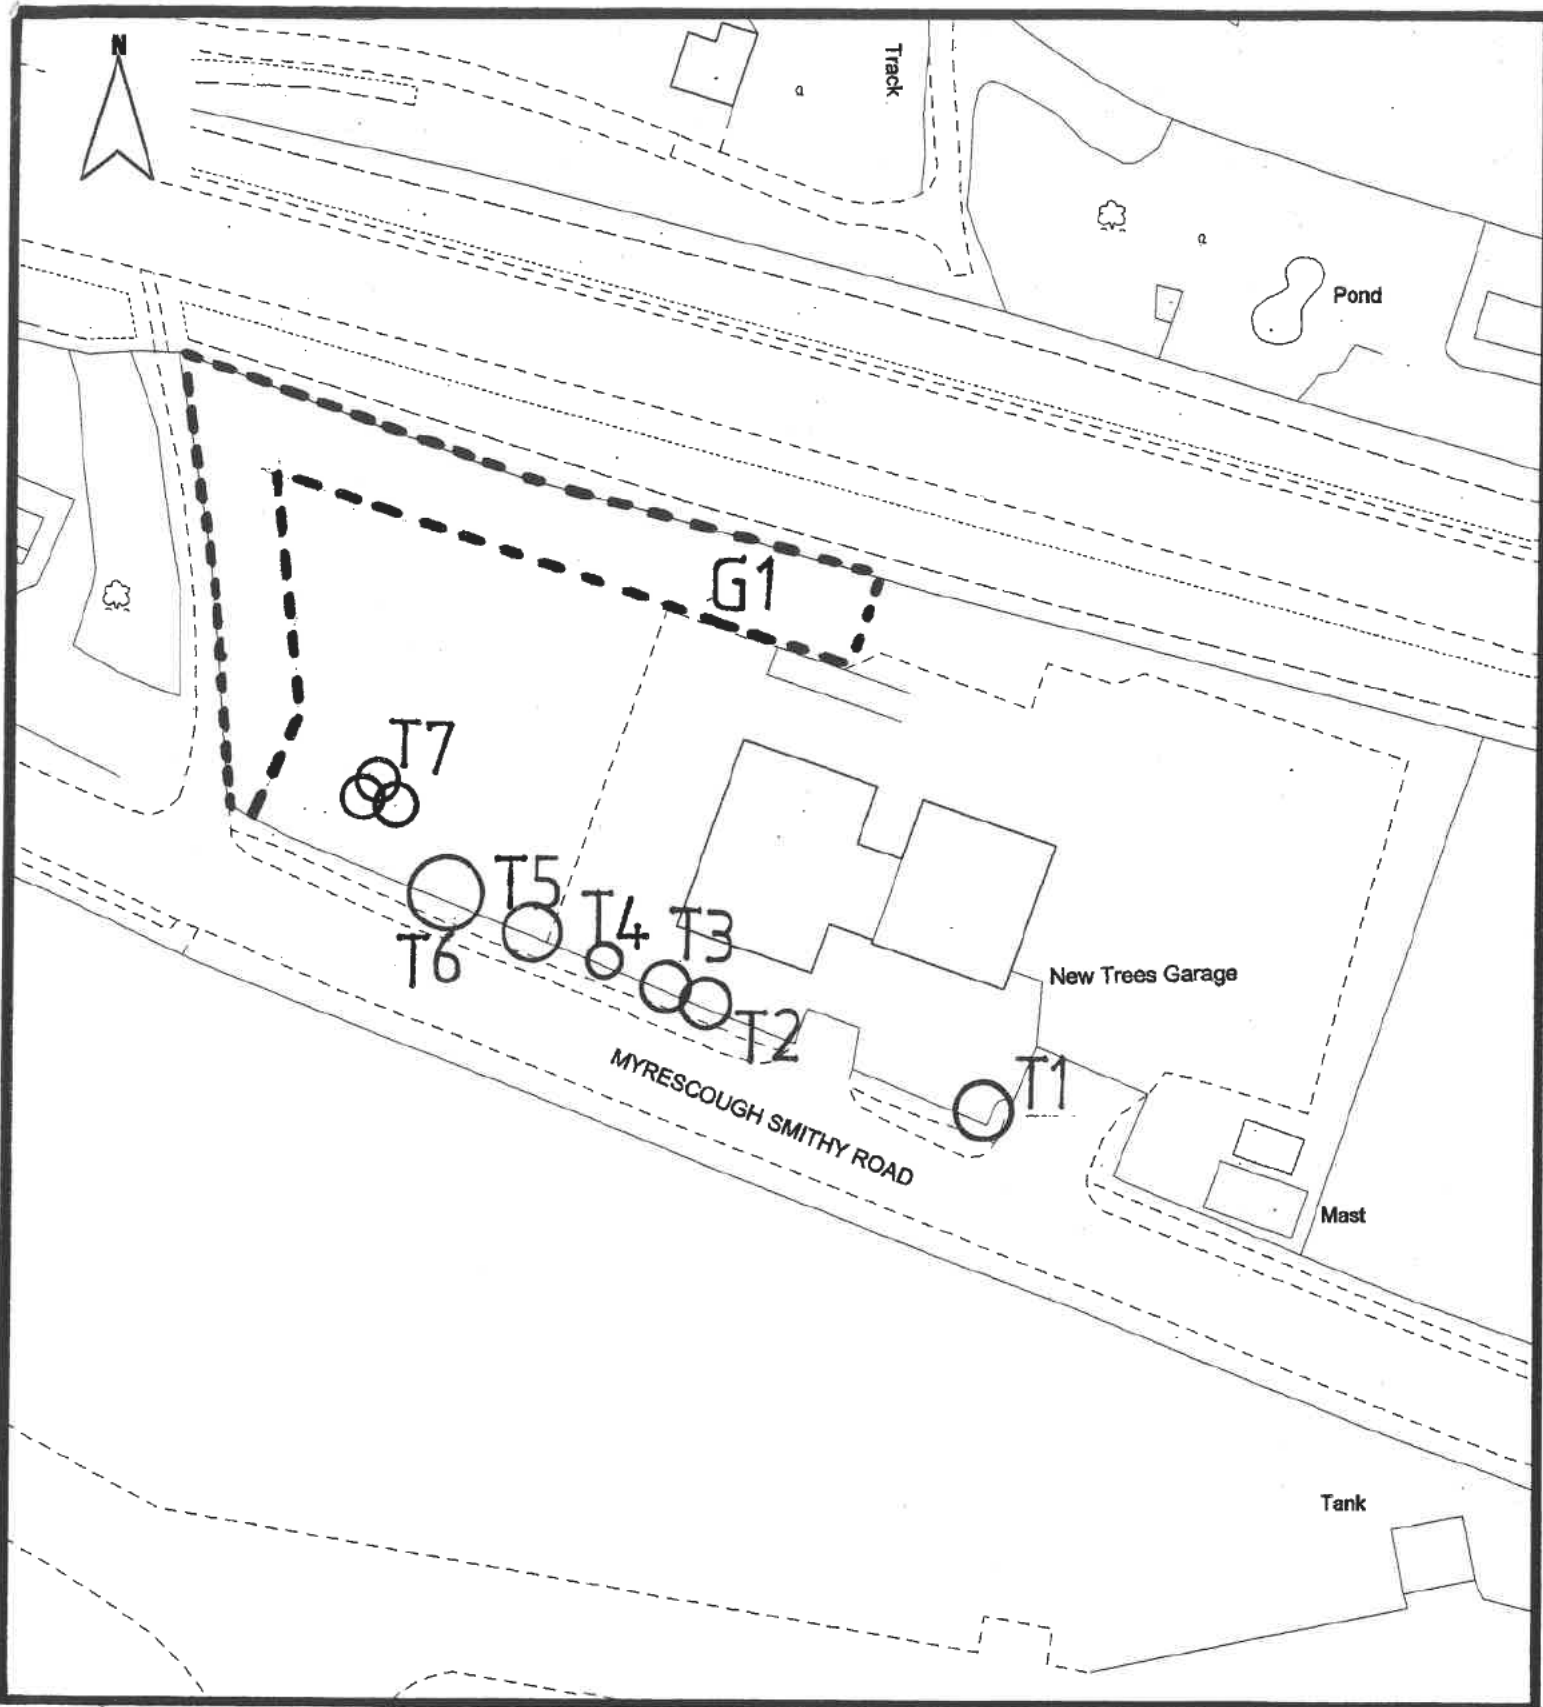 N
Track
Pond
G1
T7
T5
T4
T3
T6
New Trees Garage
T2
T1
MYRESCOUGH SMITHY ROAD
Mast
Tank